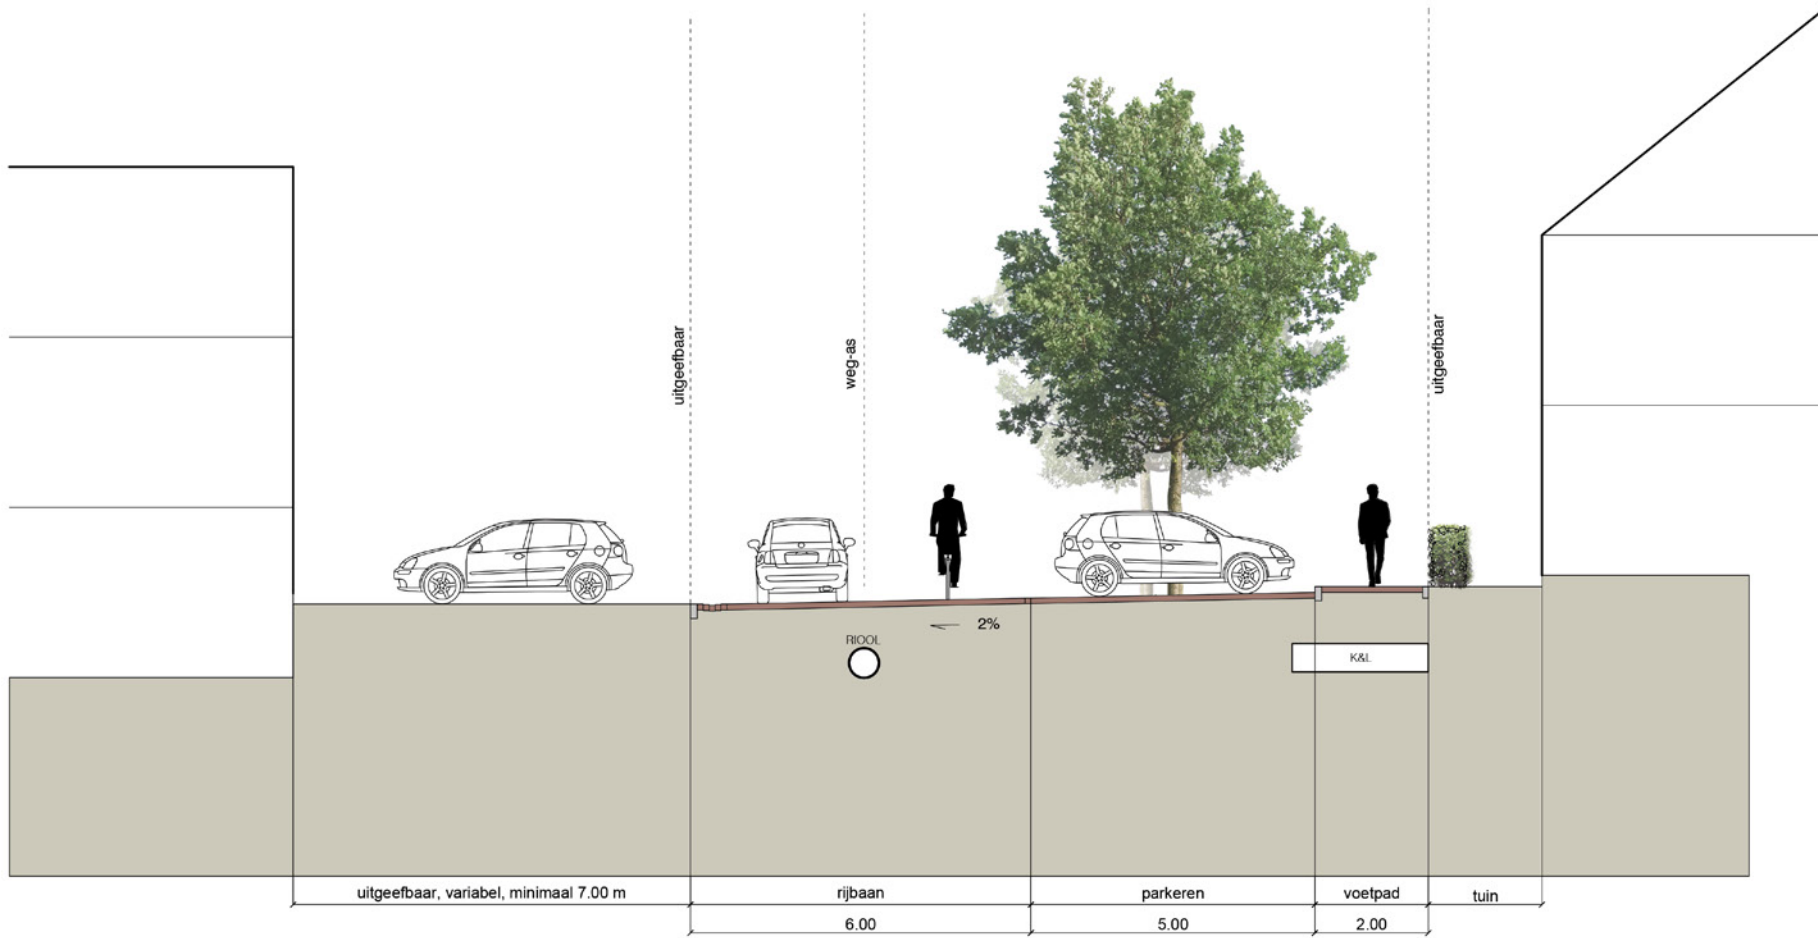 uitgeefbaar
weg-as
uitgeefbaar
2%
RIOOL
K&L
uitgeefbaar, variabel, minimaal 7.00 m
rijbaan
parkeren
voetpad
tuin
6.00
5.00
2.00